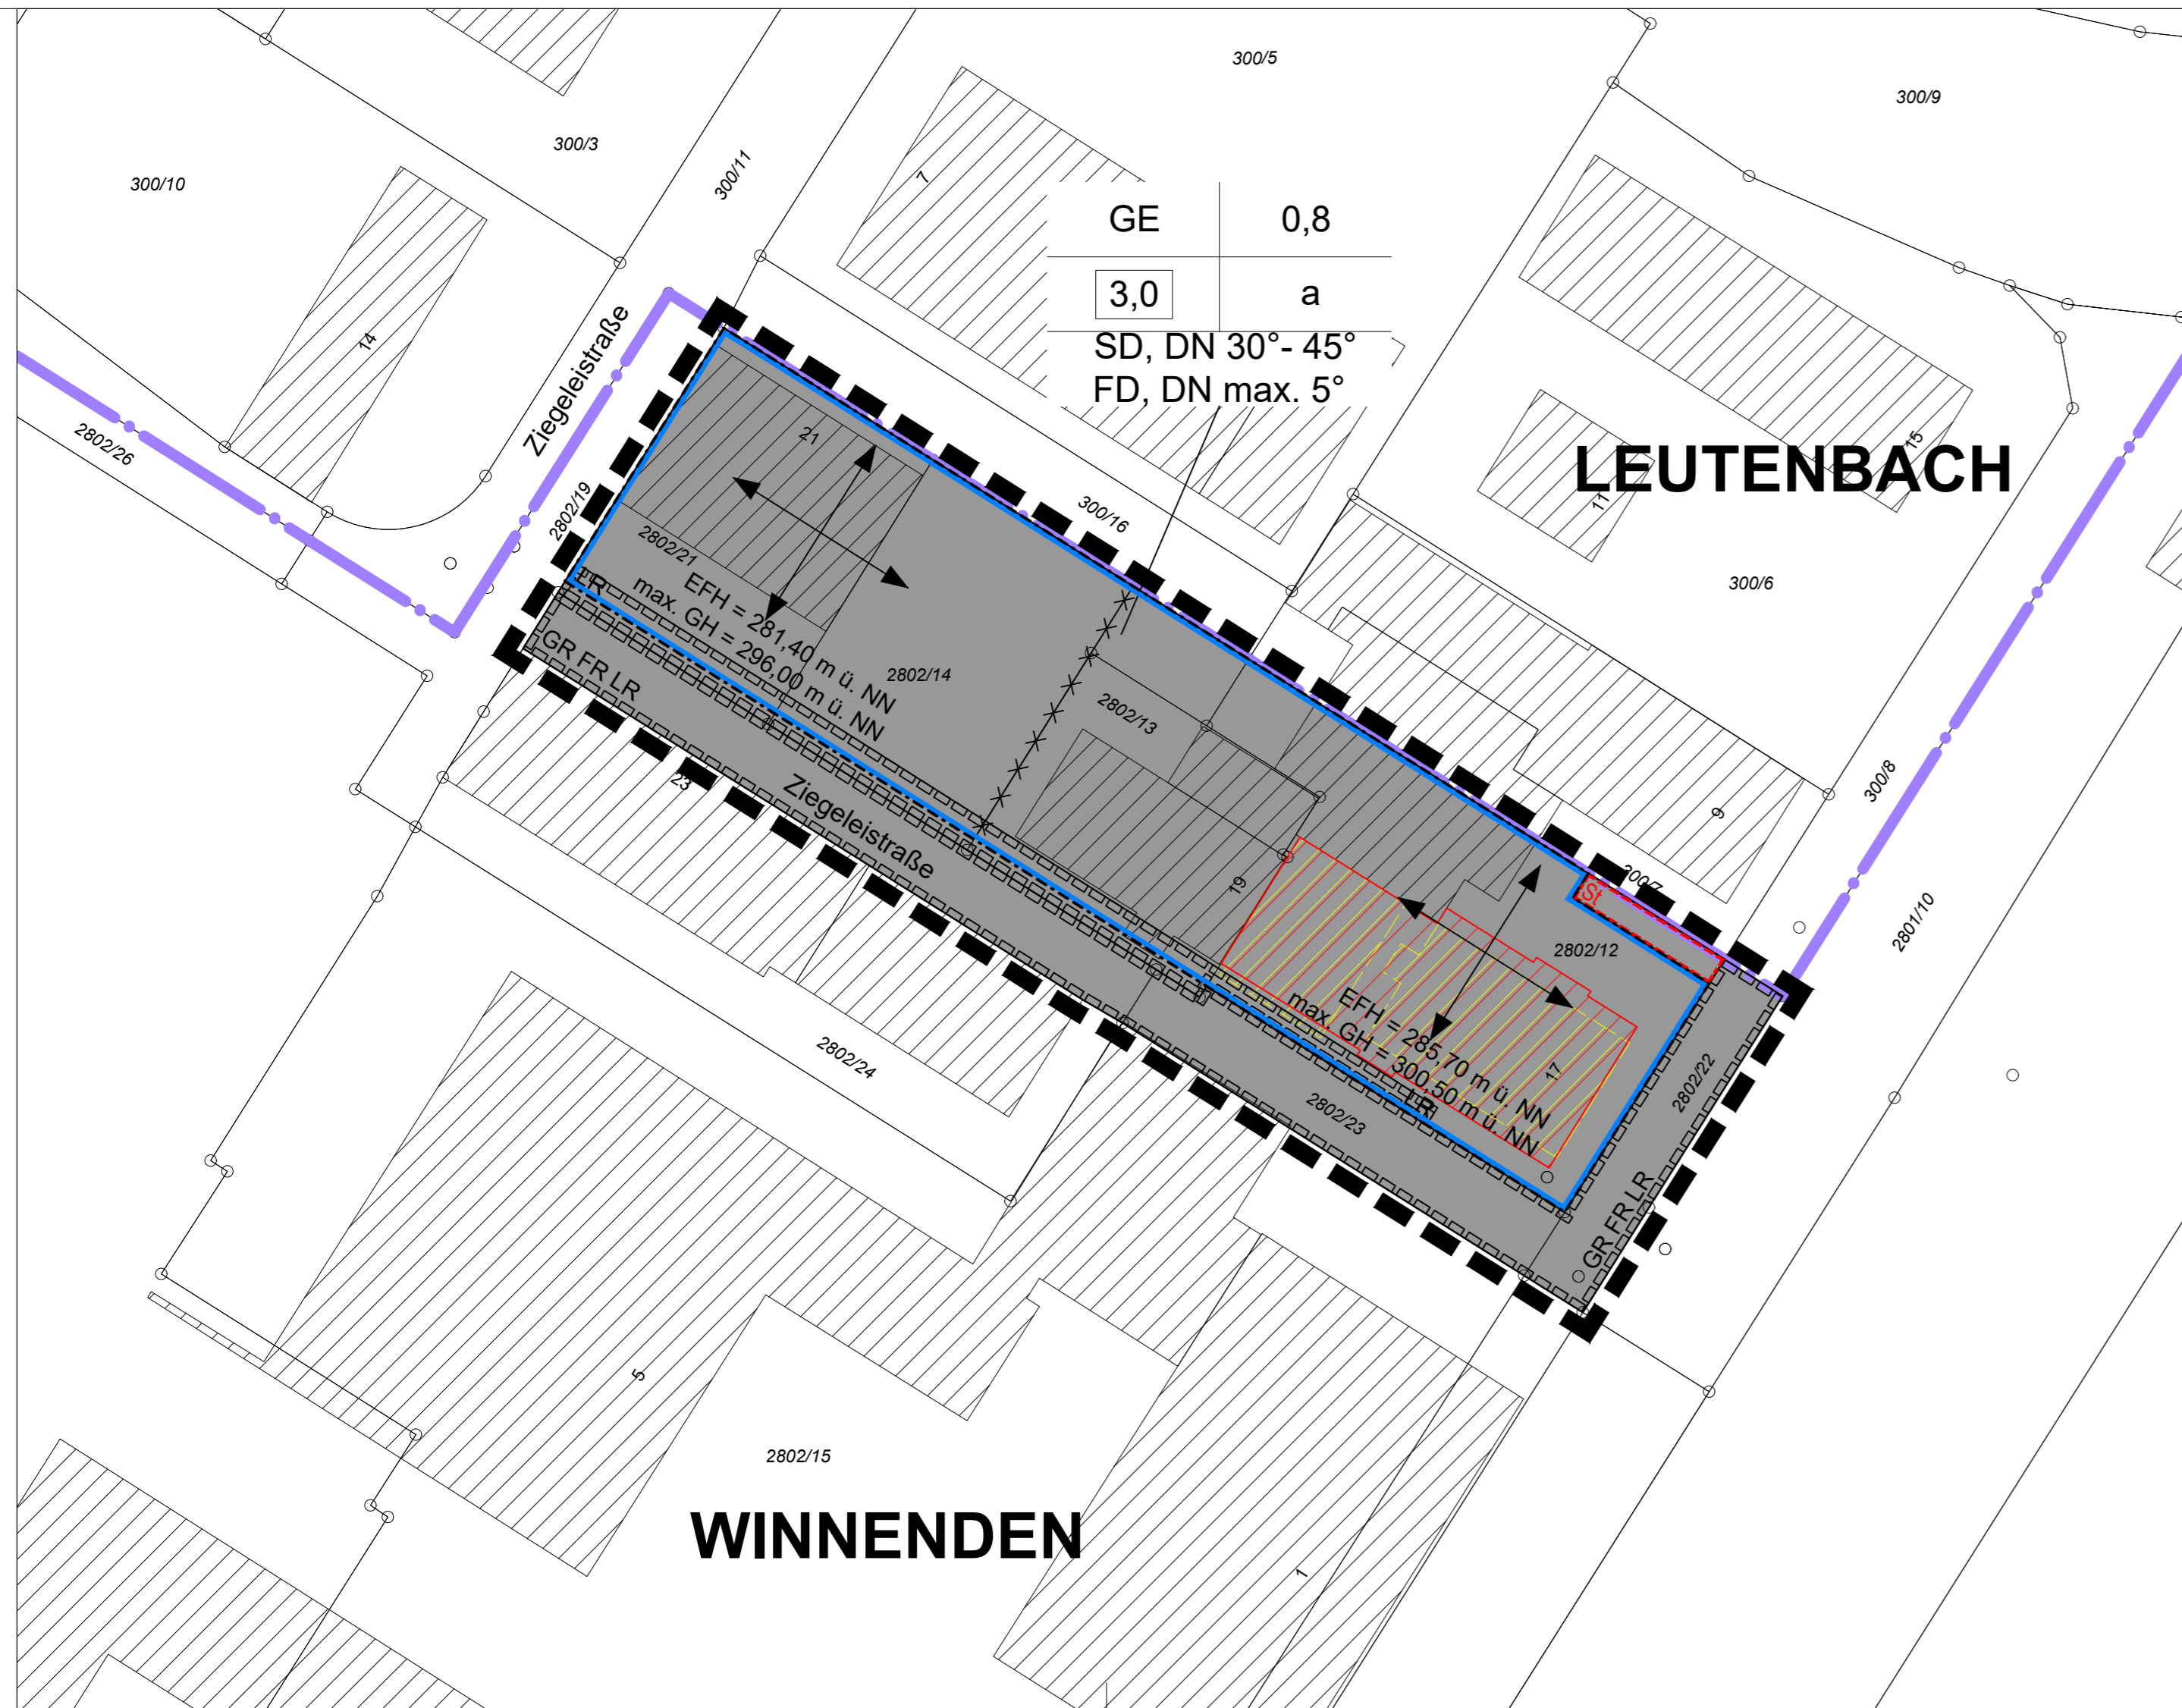 300/5
300/9
300/3
300/11
300/10
7
GE
0,8
3,0
a
SD, DN 30°- 45°
FD, DN max. 5°
14
Ziegeleistraße
2802/26
2802/19
21
15
LEUTENBACH
11
300/16
2802/21
300/6
LR
EFH = 281,40 m ü. NN
max. GH = 296,00 m ü. NN
GR FR LR
2802/14
2802/13
23
Ziegeleistraße
300/8
9
300/7
St
19
2802/12
2801/10
EFH = 285,70 m ü. NN
max. GH = 300,50 m ü. NN
LR
17
2802/22
2802/24
2802/23
GR FR LR
5
2802/15
WINNENDEN
1